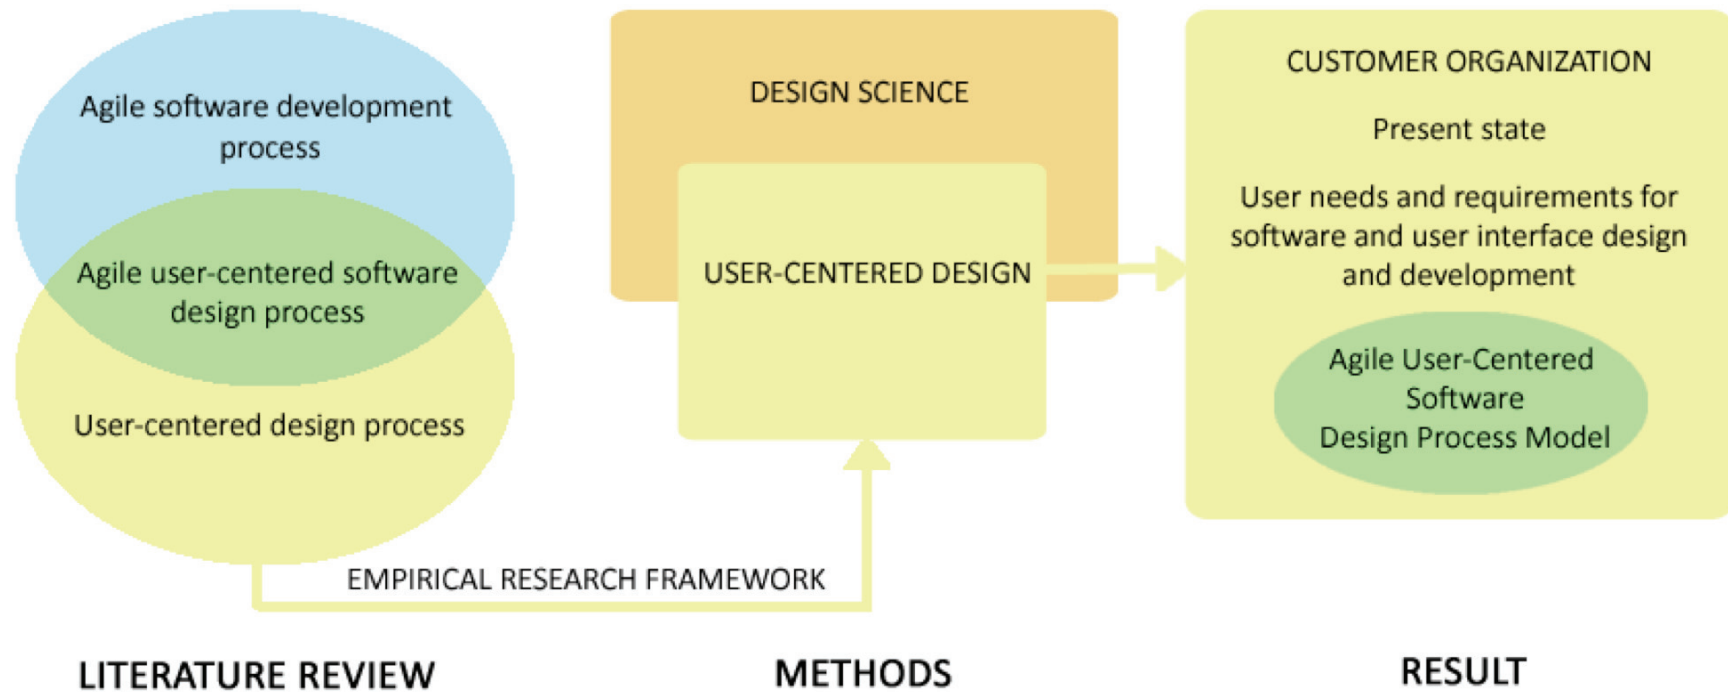 Agile software development
process
Agile user-centered software
design process
User-centered design process
EMPIRICAL RESEARCH FRAMEWORK
LITERATURE REVIEW
DESIGN SCIENCE
USER-CENTERED DESIGN
METHODS
CUSTOMER ORGANIZATION
Present state
User needs and requirements for
software and user interface design
and development
Agile User-Centered
Software
Design Process Model
RESULT